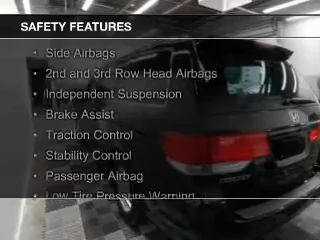 SAFETY FEATURES
• Side Airbags
• 2nd and 3rd Row Head Airbags
• Independent Suspension
• Brake Assist
• Traction Control
• Stability Control
• Passenger Airbag
• Low Tire Pressure Warning